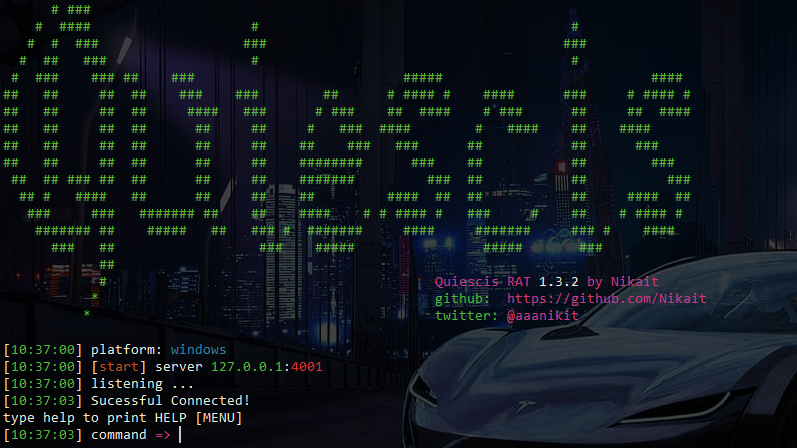 Quiescis
Quiescis RAT 1.3.2 by Nikait
github: https://github.com/Nikait
twitter: @aaanikit
[10:37:00] platform: windows
[10:37:00] [start] server 127.0.0.1:4001
[10:37:00] listening ...
[10:37:03] Sucessful Connected!
type help to print HELP [MENU]
[10:37:03] command =>